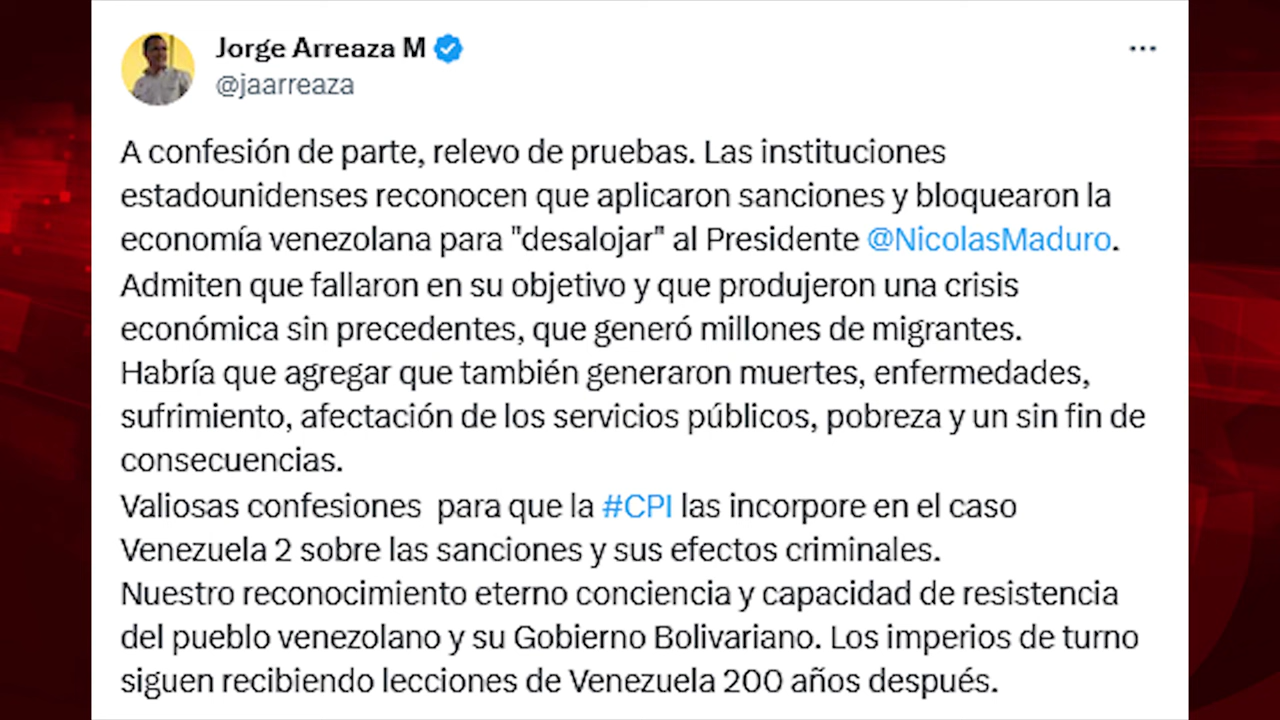 Jorge Arreaza M
@jaarreaza
A confesión de parte, relevo de pruebas. Las instituciones
estadounidenses reconocen que aplicaron sanciones y bloquearon la
economía venezolana para "desalojar" al Presidente @NicolasMaduro.
Admiten que fallaron en su objetivo y que produjeron una crisis
económica sin precedentes, que generó millones de migrantes.
Habría que agregar que también generaron muertes, enfermedades,
sufrimiento, afectación de los servicios públicos, pobreza y un sin fin de
consecuencias.
Valiosas confesiones  para que la #CPI las incorpore en el caso
Venezuela 2 sobre las sanciones y sus efectos criminales.
Nuestro reconocimiento eterno conciencia y capacidad de resistencia
del pueblo venezolano y su Gobierno Bolivariano. Los imperios de turno
siguen recibiendo lecciones de Venezuela 200 años después.